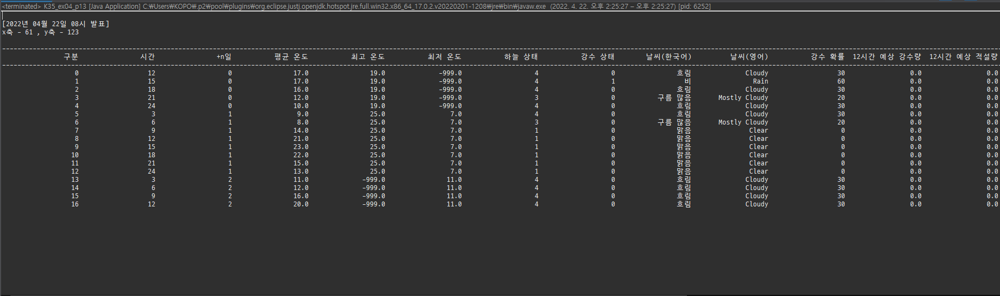 <terminated> K35_ex04_p13 [Java Application] C:₩Users₩KOPO₩.p2₩pool₩plugins₩org.eclipse.justj.openjdk.hotspot.jre.full.win32.x86_64_17.0.2.v20220201-1208₩jre₩bin₩javaw.exe (2022. 4. 22. 오후 2:25:27 – 오후 2:25:27) [pid: 6252]
[2022년 04월 22일 08시 발표]
x축 - 61 , y축 - 123
구분 시간 +n일 평균 온도 최고 온도 최저 온도 하늘 상태 강수 상태 날씨(한국어) 날씨(영어) 강수 확률 12시간 예상 강수량 12시간 예상 적설량
0 12 0 17.0 19.0 -999.0 4 0 흐림 Cloudy 30 0.0 0.0
1 15 0 17.0 19.0 -999.0 4 1 비 Rain 60 0.0 0.0
2 18 0 16.0 19.0 -999.0 4 0 흐림 Cloudy 30 0.0 0.0
3 21 0 12.0 19.0 -999.0 3 0 구름 많음 Mostly Cloudy 20 0.0 0.0
4 24 0 10.0 19.0 -999.0 4 0 흐림 Cloudy 30 0.0 0.0
5 3 1 9.0 25.0 7.0 4 0 흐림 Cloudy 30 0.0 0.0
6 6 1 8.0 25.0 7.0 3 0 구름 많음 Mostly Cloudy 20 0.0 0.0
7 9 1 14.0 25.0 7.0 1 0 맑음 Clear 0 0.0 0.0
8 12 1 21.0 25.0 7.0 1 0 맑음 Clear 0 0.0 0.0
9 15 1 23.0 25.0 7.0 1 0 맑음 Clear 0 0.0 0.0
10 18 1 22.0 25.0 7.0 1 0 맑음 Clear 0 0.0 0.0
11 21 1 15.0 25.0 7.0 1 0 맑음 Clear 0 0.0 0.0
12 24 1 13.0 25.0 7.0 1 0 맑음 Clear 0 0.0 0.0
13 3 2 11.0 -999.0 11.0 4 0 흐림 Cloudy 30 0.0 0.0
14 6 2 12.0 -999.0 11.0 4 0 흐림 Cloudy 30 0.0 0.0
15 9 2 16.0 -999.0 11.0 4 0 흐림 Cloudy 30 0.0 0.0
16 12 2 20.0 -999.0 11.0 4 0 흐림 Cloudy 30 0.0 0.0